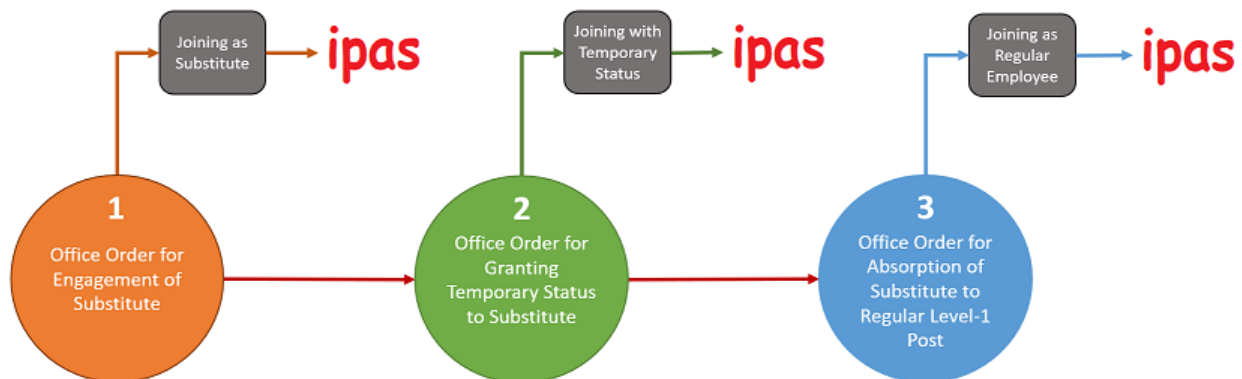 Joining as
Substitute
ipas
Joining with
Temporary
Status
ipas
Joining as
Regular
Employee
ipas
1
Office Order for
Engagement of
Substitute
2
Office Order for
Granting
Temporary Status
to Substitute
3
Office Order for
Absorption of
Substitute to
Regular Level-1
Post